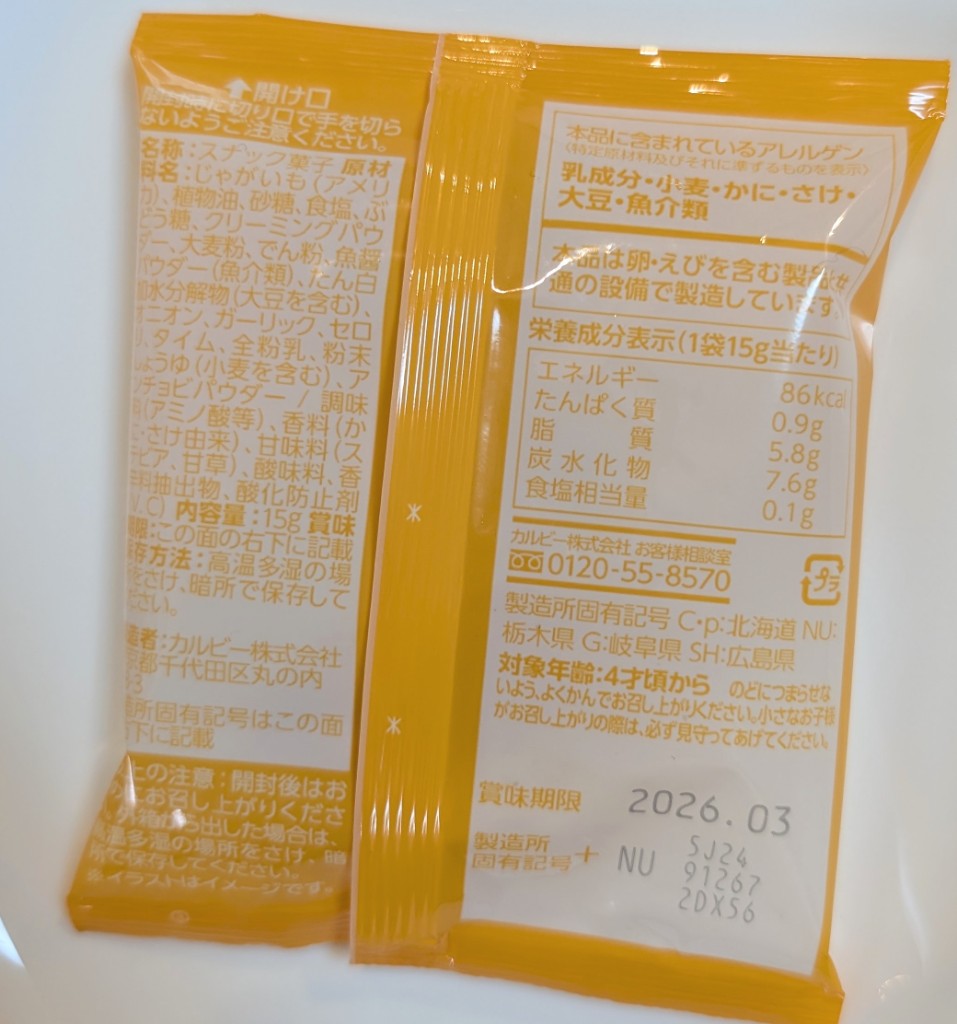 開け口
開封時に切り口で手を切ら
ないようご注意ください。
名称:スナック菓子 原材
料名:じゃがいも(アメリ
カ)、植物油、砂糖、食塩、ぶ
どう糖、クリーミングパウ
ダー、大麦粉、でん粉、魚醤
パウダー(魚介類)、たん白
水分解物(大豆を含む)、
ニオン、ガーリック、セロ
リ、タイム、全粉乳、粉末
しょうゆ(小麦を含む)、ア
ンチョビパウダー / 調味
(アミノ酸等)、香料(か
に・さけ由来)、甘味料(ス
ビア、甘草)、酸味料、香
料抽出物、酸化防止剤
V.C) 内容量:15g 賞味
限:この面の右下に記載
存方法:高温多湿の場
をさけ、暗所で保存して
ださい。
造者:カルビー株式会社
京都千代田区丸の内
3
所固有記号はこの面
下に記載
上の注意:開封後はお
にお召し上がりくださ
外箱から出した場合は、
高温多湿の場所をさけ、暗
所で保存してください。
※イラストはイメージです。
本品に含まれているアレルゲン
(特定原材料及びそれに準ずるものを表示)
乳成分・小麦・かに・さけ・
大豆・魚介類
本品は卵・えびを含む製品と共
通の設備で製造しています。
栄養成分表示(1袋15g当たり)
エネルギー 86kcal
たんぱく質 0.9g
脂質 5.8g
炭水化物 7.6g
食塩相当量 0.1g
カルビー株式会社 お客様相談室
0120-55-8570
プラ
製造所固有記号 C・p:北海道 NU:
栃木県 G:岐阜県 SH:広島県
対象年齢:4才頃から のどにつまらせな
いよう、よくかんでお召し上がりください。小さなお子様
がお召し上がりの際は、必ず見守ってあげてください。
賞味期限 2026.03
製造所
固有記号 + NU
5J24
91267
2DX56